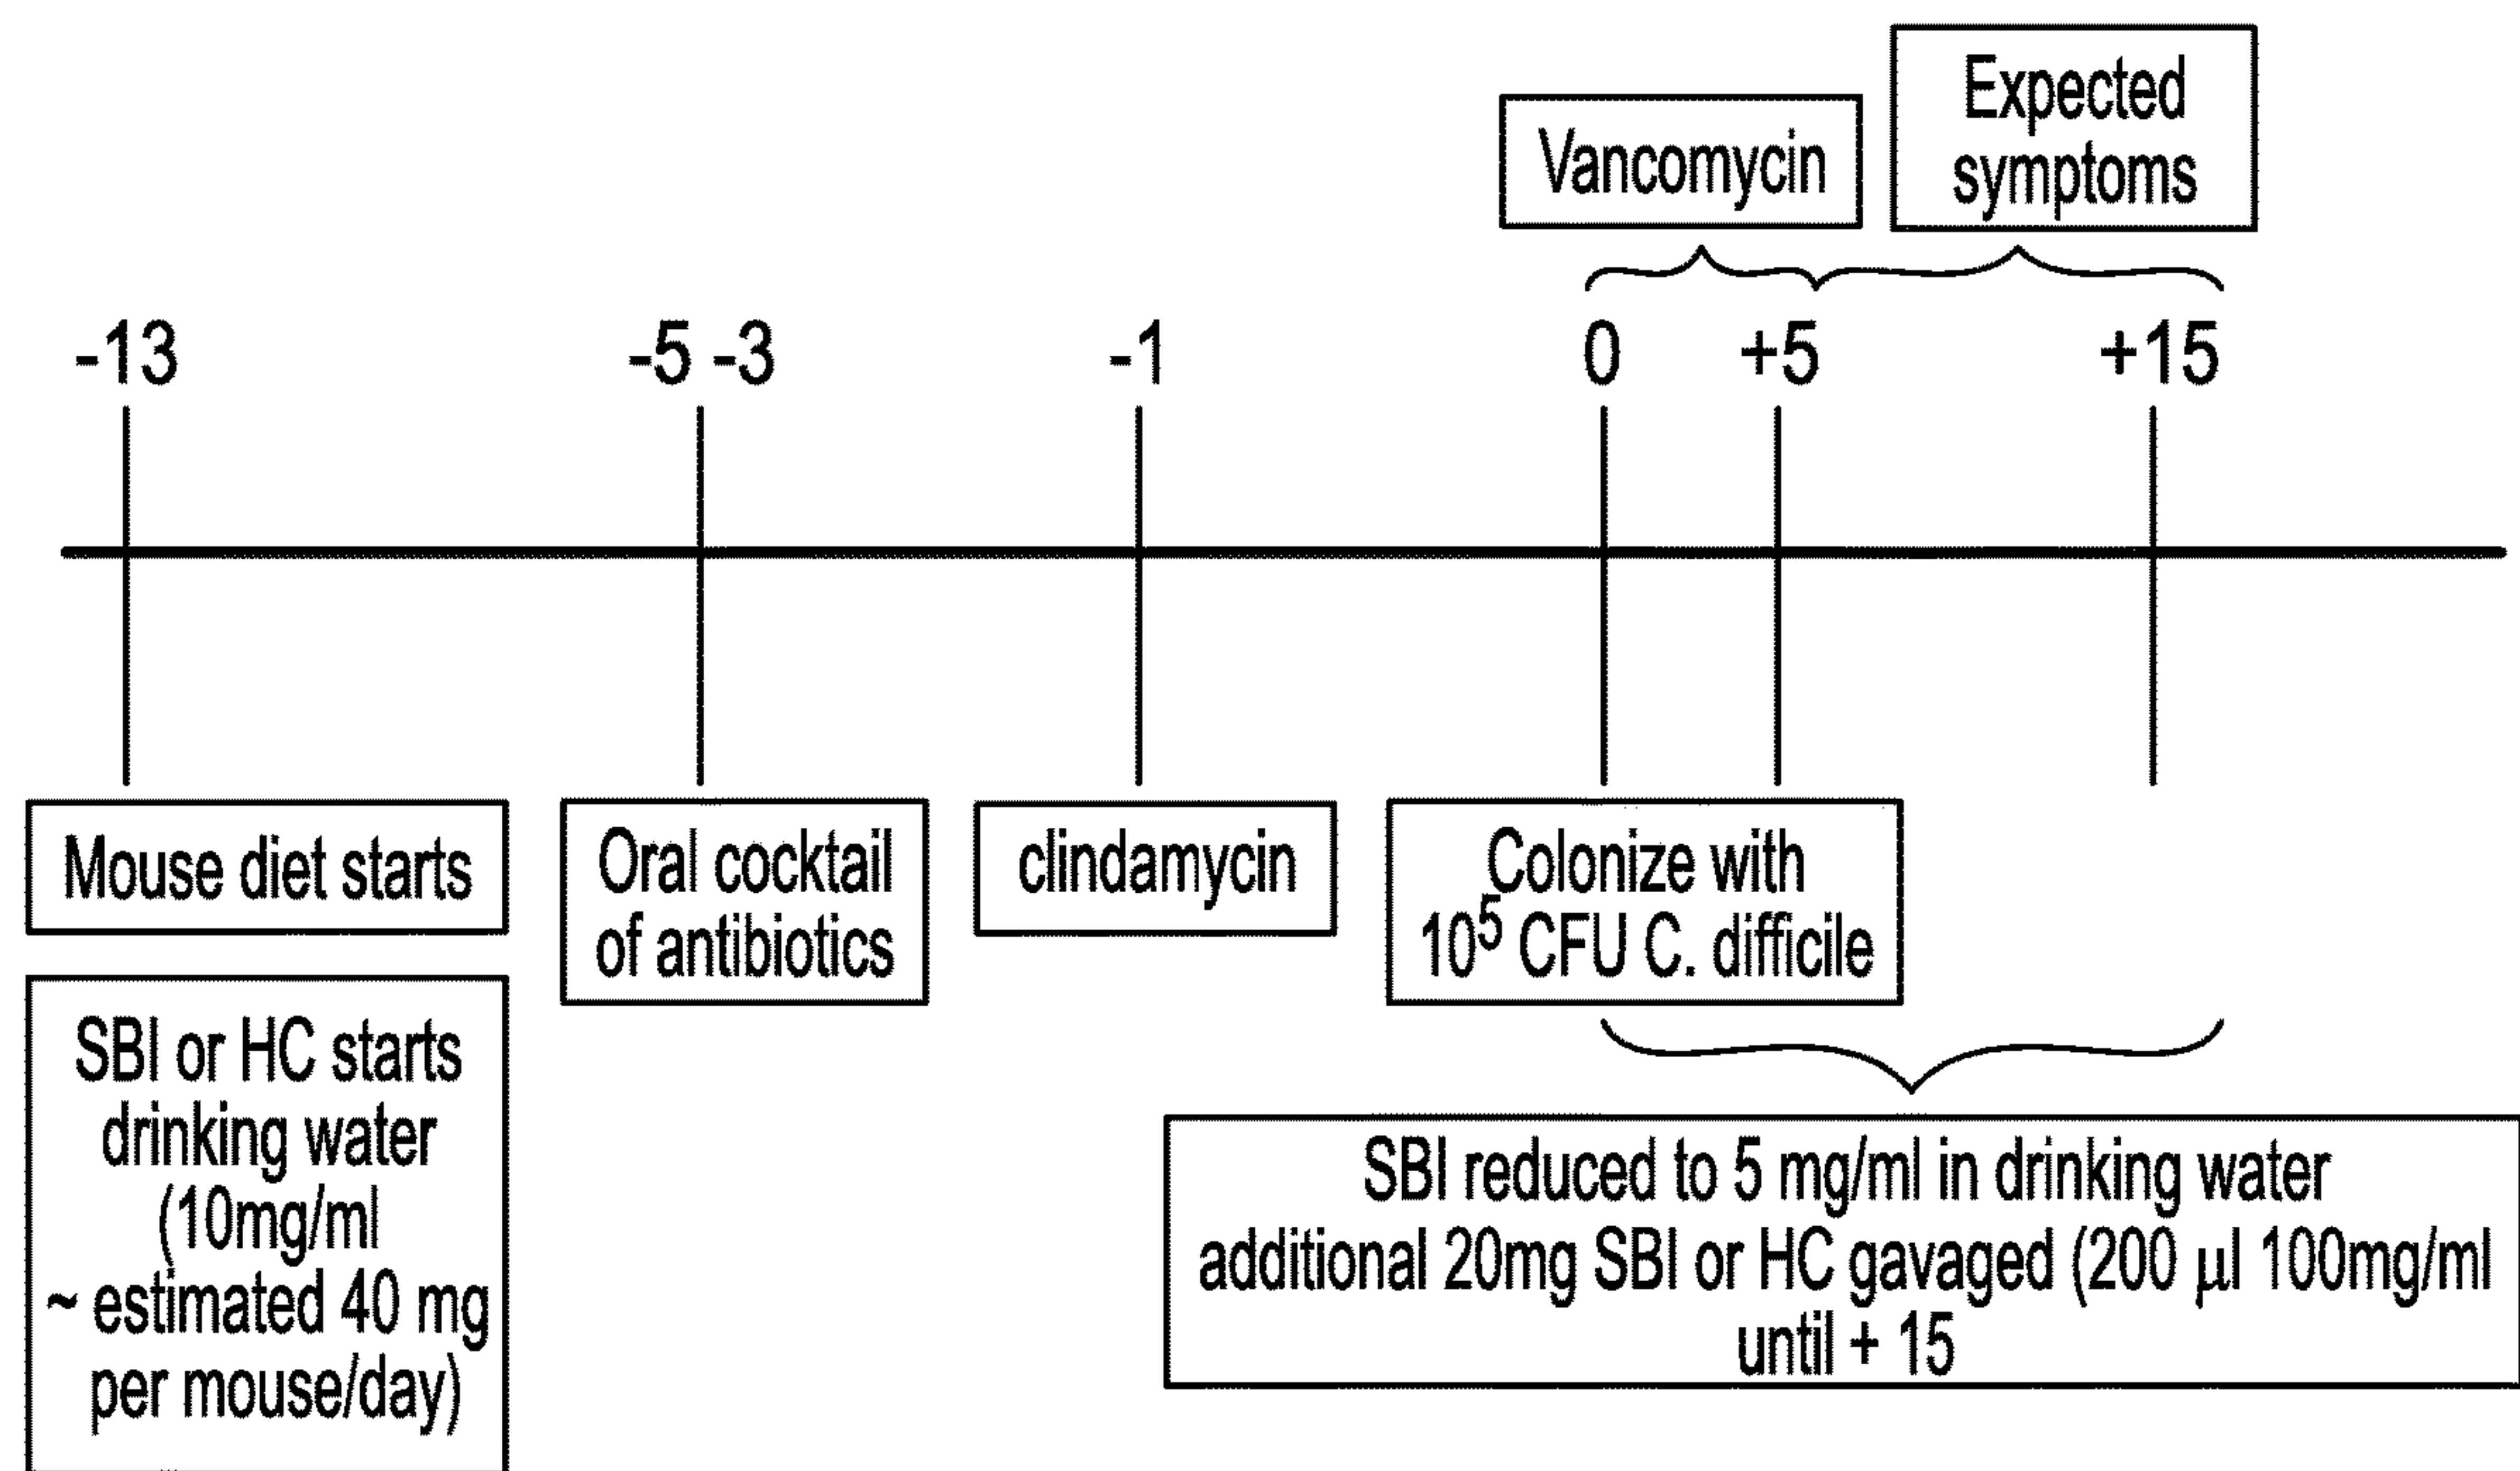 Vancomycin
Expected
symptoms
-13
-5 -3
-1
0
+5
+15
Mouse diet starts
SBI or HC starts
drinking water
(10mg/ml
~ estimated 40 mg
per mouse/day)
Oral cocktail
of antibiotics
clindamycin
Colonize with
10⁵ CFU C. difficile
SBI reduced to 5 mg/ml in drinking water
additional 20mg SBI or HC gavaged (200 µl 100mg/ml
until + 15